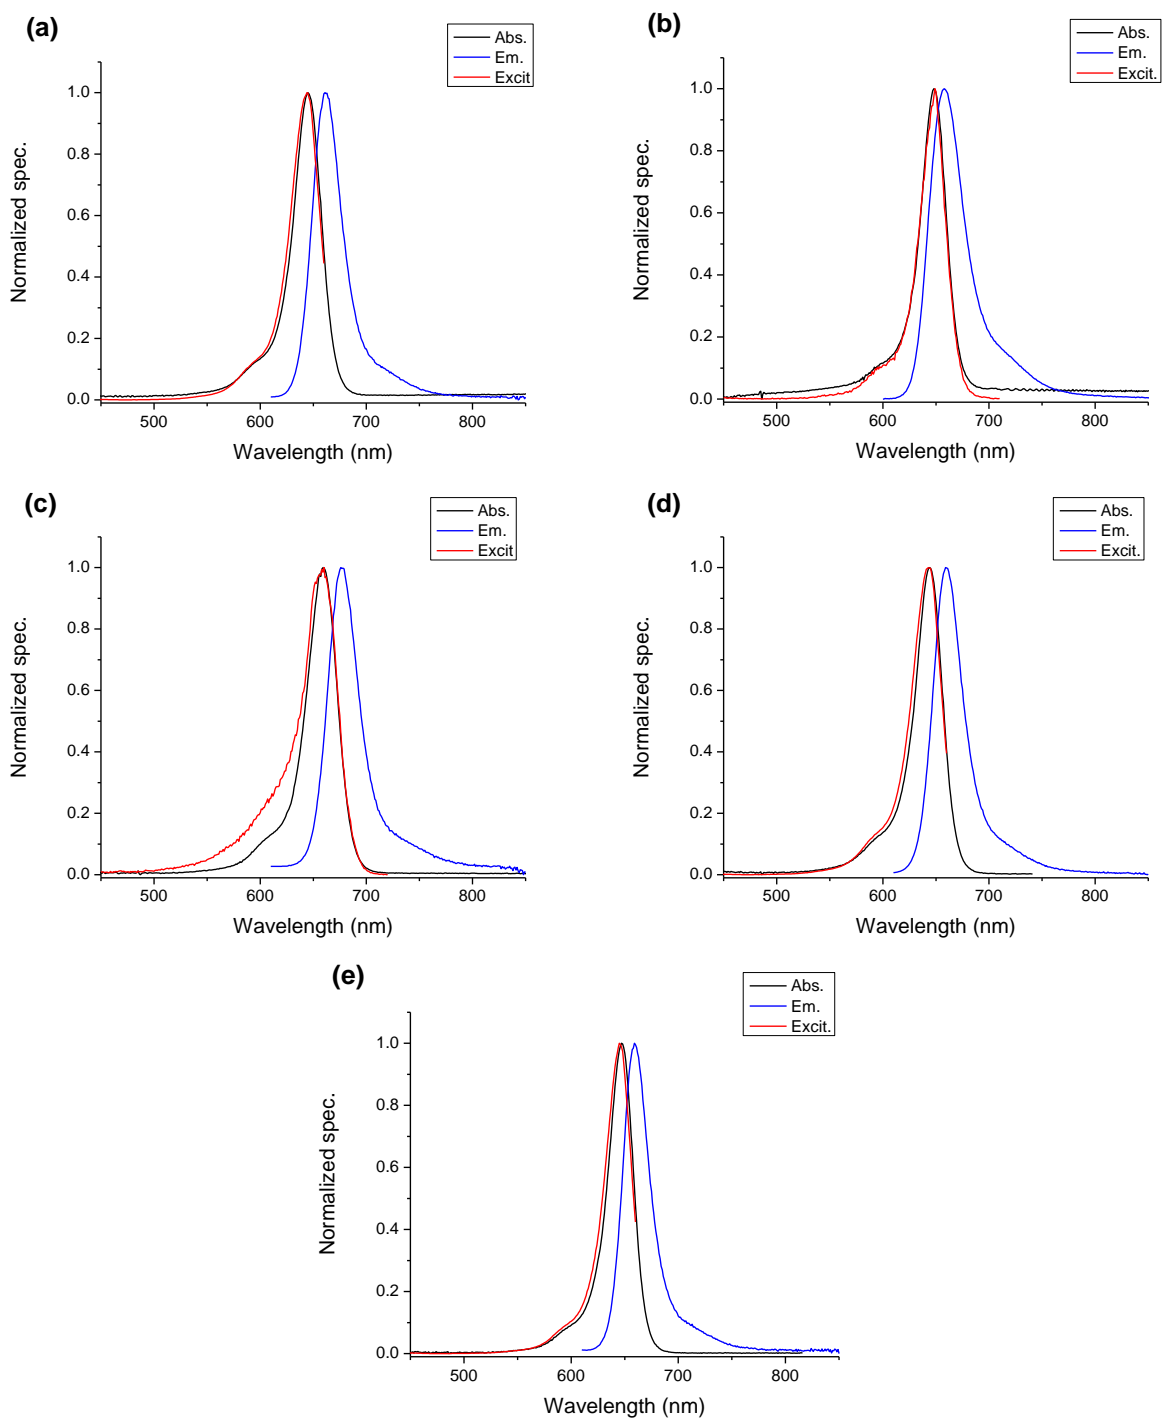 (a)
Abs.
Em.
Excit
1.0
0.8
0.6
0.4
0.2
0.0
Normalized spec.
500 600 700 800
Wavelength (nm)
(b)
Abs.
Em.
Excit.
1.0
0.8
0.6
0.4
0.2
0.0
Normalized spec.
500 600 700 800
Wavelength (nm)
(c)
Abs.
Em.
Excit
1.0
0.8
0.6
0.4
0.2
0.0
Normalized spec.
500 600 700 800
Wavelength (nm)
(d)
Abs.
Em.
Excit.
1.0
0.8
0.6
0.4
0.2
0.0
Normalized spec.
500 600 700 800
Wavelength (nm)
(e)
Abs.
Em.
Excit.
1.0
0.8
0.6
0.4
0.2
0.0
Normalized spec.
500 600 700 800
Wavelength (nm)